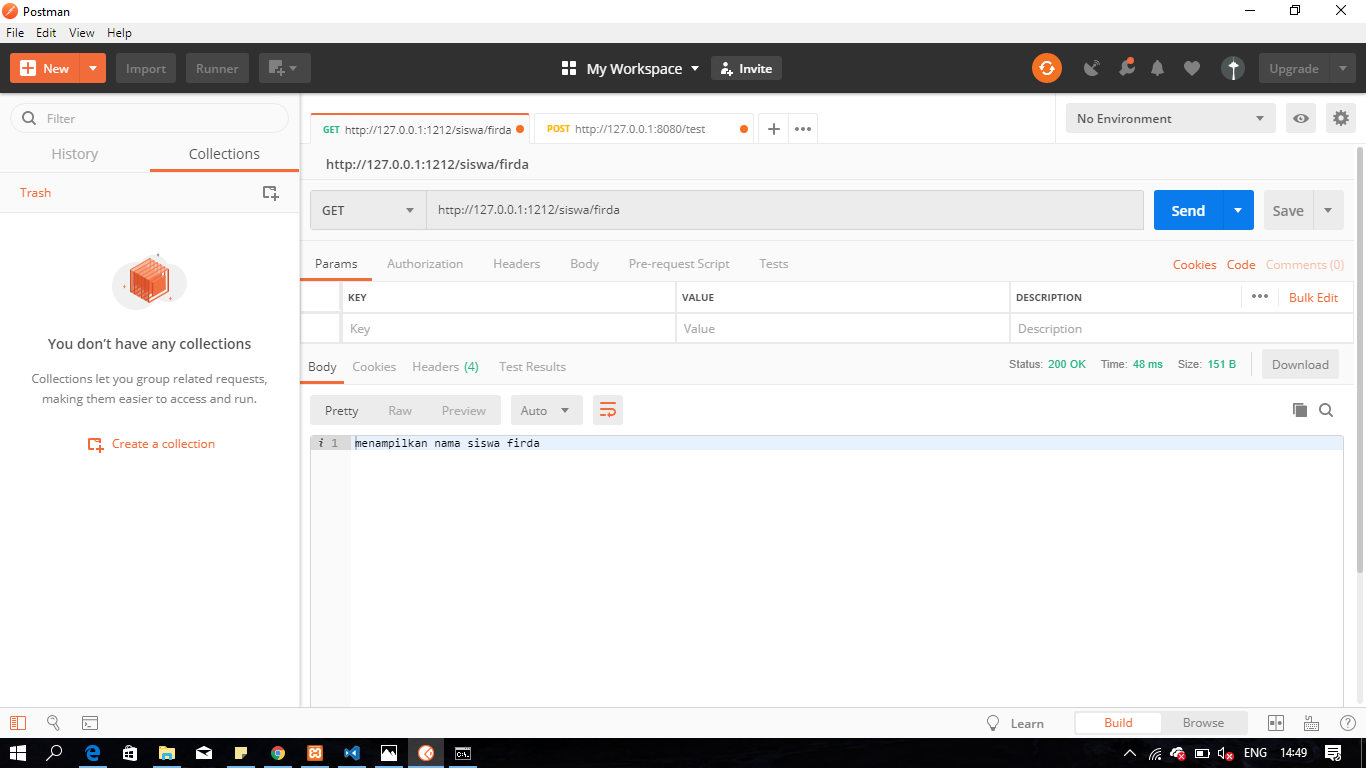 Postman
File Edit View Help
New Import Runner My Workspace Invite Upgrade
Filter
History Collections
Trash
You don't have any collections
Collections let you group related requests,
making them easier to access and run.
Create a collection
GET http://127.0.0.1:1212/siswa/firda POST http://127.0.0.1:8080/test No Environment
http://127.0.0.1:1212/siswa/firda
GET http://127.0.0.1:1212/siswa/firda Send Save
Params Authorization Headers Body Pre-request Script Tests Cookies Code Comments (0)
KEY VALUE DESCRIPTION Bulk Edit
Key Value Description
Body Cookies Headers (4) Test Results Status: 200 OK Time: 48 ms Size: 151 B Download
Pretty Raw Preview Auto
i 1 menampilkan nama siswa firda
Learn Build Browse
ENG 14:49